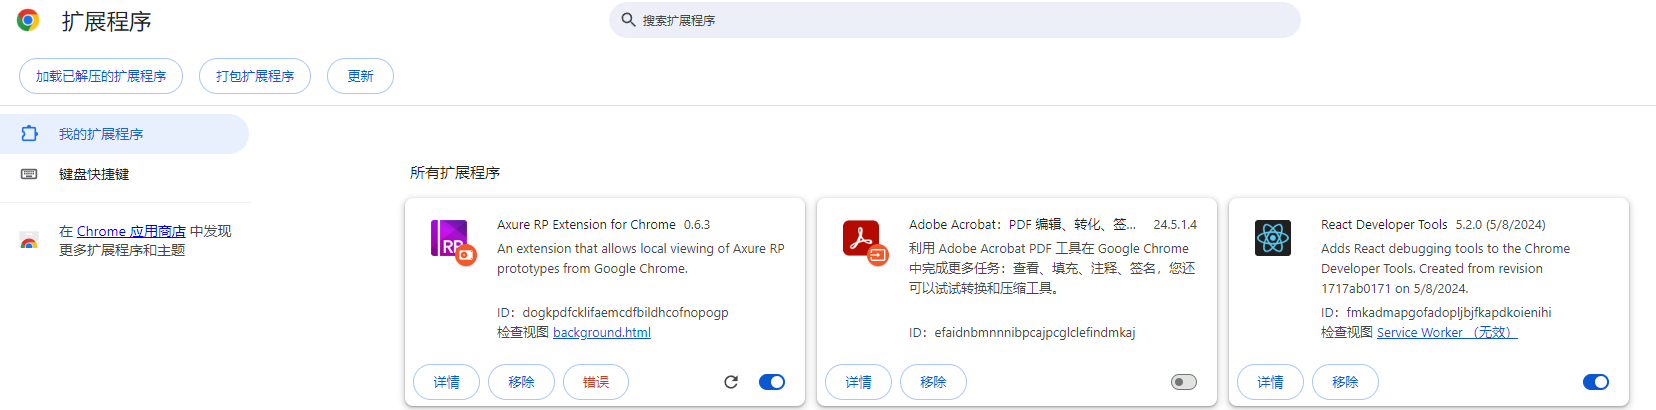 扩展程序
搜索扩展程序
加载已解压的扩展程序
打包扩展程序
更新
我的扩展程序
键盘快捷键
在 Chrome 应用商店 中发现
更多扩展程序和主题
所有扩展程序
RP
Axure RP Extension for Chrome 0.6.3
An extension that allows local viewing of Axure RP
prototypes from Google Chrome.
ID：dogkpdfcklifaemcdfbildhcofnopogp
检查视图 background.html
详情
移除
错误
Adobe Acrobat：PDF 编辑、转化、签... 24.5.1.4
利用 Adobe Acrobat PDF 工具在 Google Chrome
中完成更多任务：查看、填充、注释、签名，您还
可以试试转换和压缩工具。
ID：efaidnbmnnnibpcajpcglclefindmkaj
详情
移除
React Developer Tools 5.2.0 (5/8/2024)
Adds React debugging tools to the Chrome
Developer Tools. Created from revision
1717ab0171 on 5/8/2024.
ID：fmkadmapgofadopljbjfkapdkoienihi
检查视图 Service Worker （无效）
详情
移除